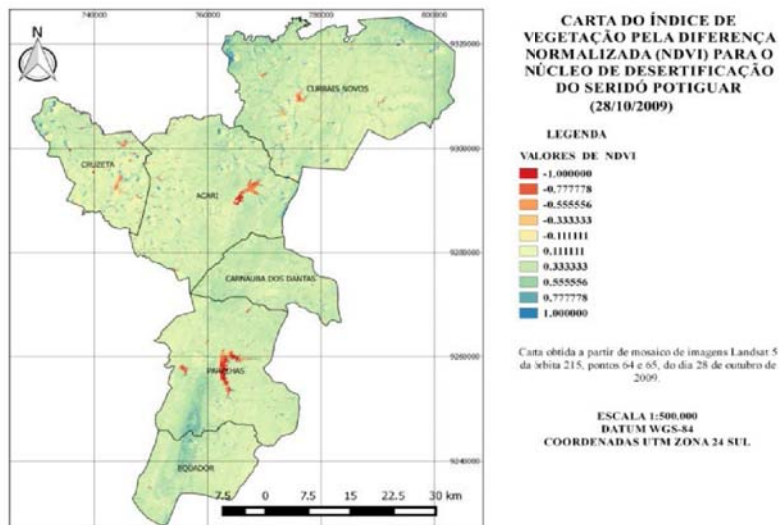 740000
760000
780000
800000
N
9320000
CURRAIS NOVOS
9300000
CRUZETA
ACARI
9280000
CARNAUBA DOS DANTAS
9260000
PARELHAS
9240000
EQUADOR
7.5 0 7.5 15 22.5 30 km
CARTA DO ÍNDICE DE
VEGETAÇÃO PELA DIFERENÇA
NORMALIZADA (NDVI) PARA O
NÚCLEO DE DESERTIFICAÇÃO
DO SERIDÓ POTIGUAR
(28/10/2009)
LEGENDA
VALORES DE NDVI
-1.000000
-0.777778
-0.555556
-0.333333
-0.111111
0.111111
0.333333
0.555556
0.777778
1.000000
Carta obtida a partir de mosaico de imagens Landsat 5
da órbita 215, pontos 64 e 65, do dia 28 de outubro de
2009.
ESCALA 1:500.000
DATUM WGS-84
COORDENADAS UTM ZONA 24 SUL